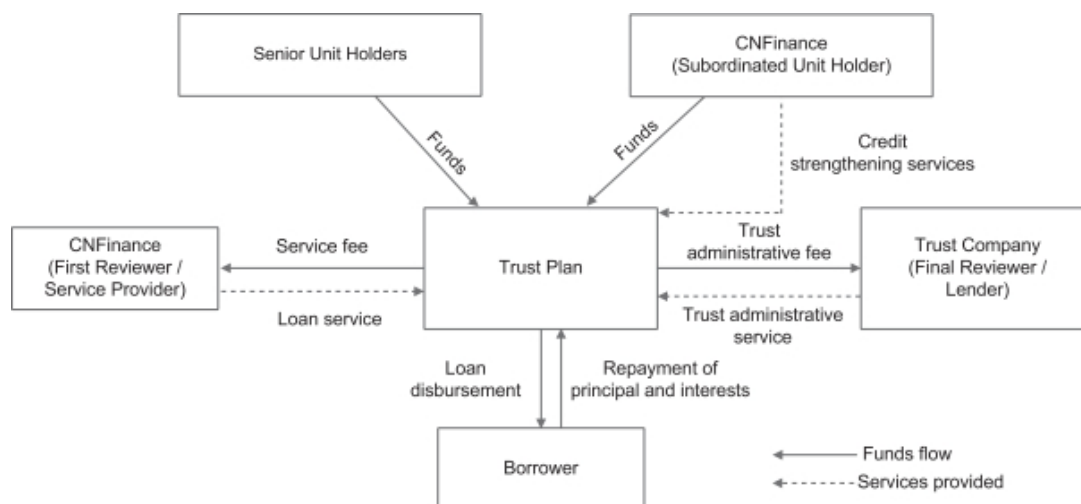 Senior Unit Holders
CNFinance
(Subordinated Unit Holder)
Funds
Funds
Credit
strengthening services
CNFinance
(First Reviewer /
Service Provider)
Service fee
Loan service
Trust Plan
Trust
administrative fee
Trust administrative
service
Trust Company
(Final Reviewer /
Lender)
Loan
disbursement
Repayment of
principal and interests
Borrower
Funds flow
Services provided